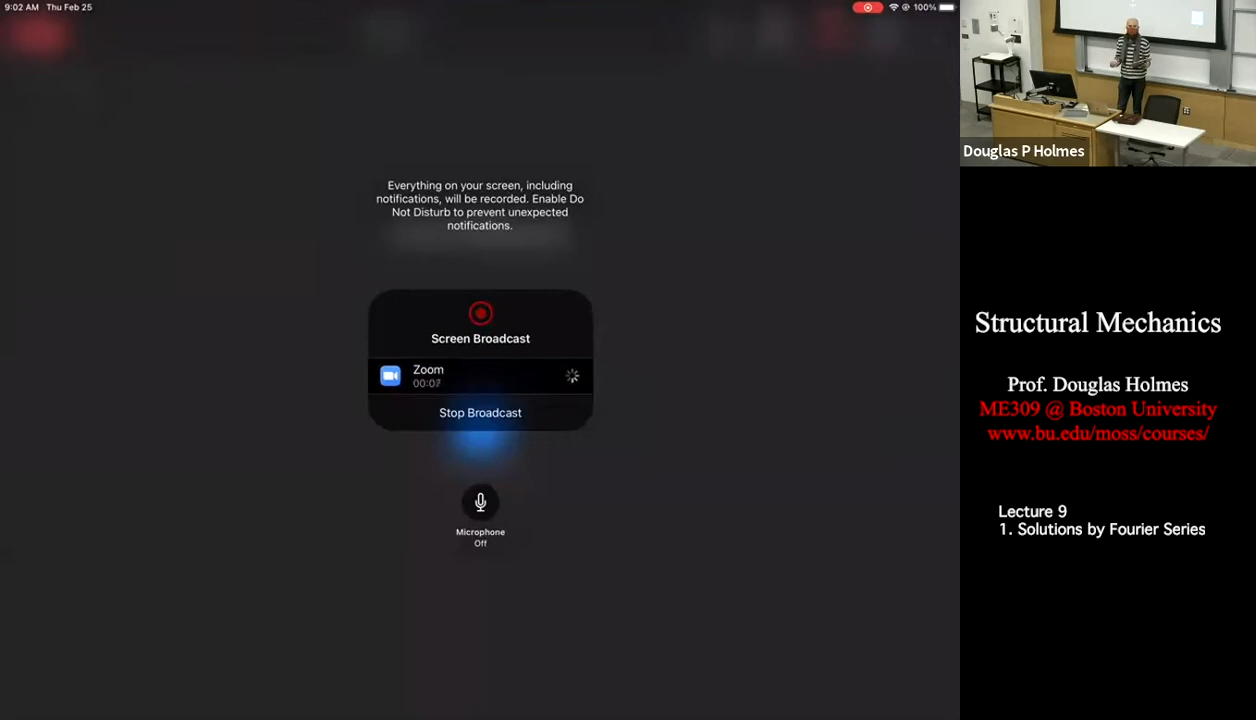 9:02 AM Thu Feb 25
100%
Everything on your screen, including
notifications, will be recorded. Enable Do
Not Disturb to prevent unexpected
notifications.
Screen Broadcast
Zoom
00:07
Stop Broadcast
Microphone
Off
Douglas P Holmes
Structural Mechanics
Prof. Douglas Holmes
ME309 @ Boston University
www.bu.edu/moss/courses/
Lecture 9
1. Solutions by Fourier Series